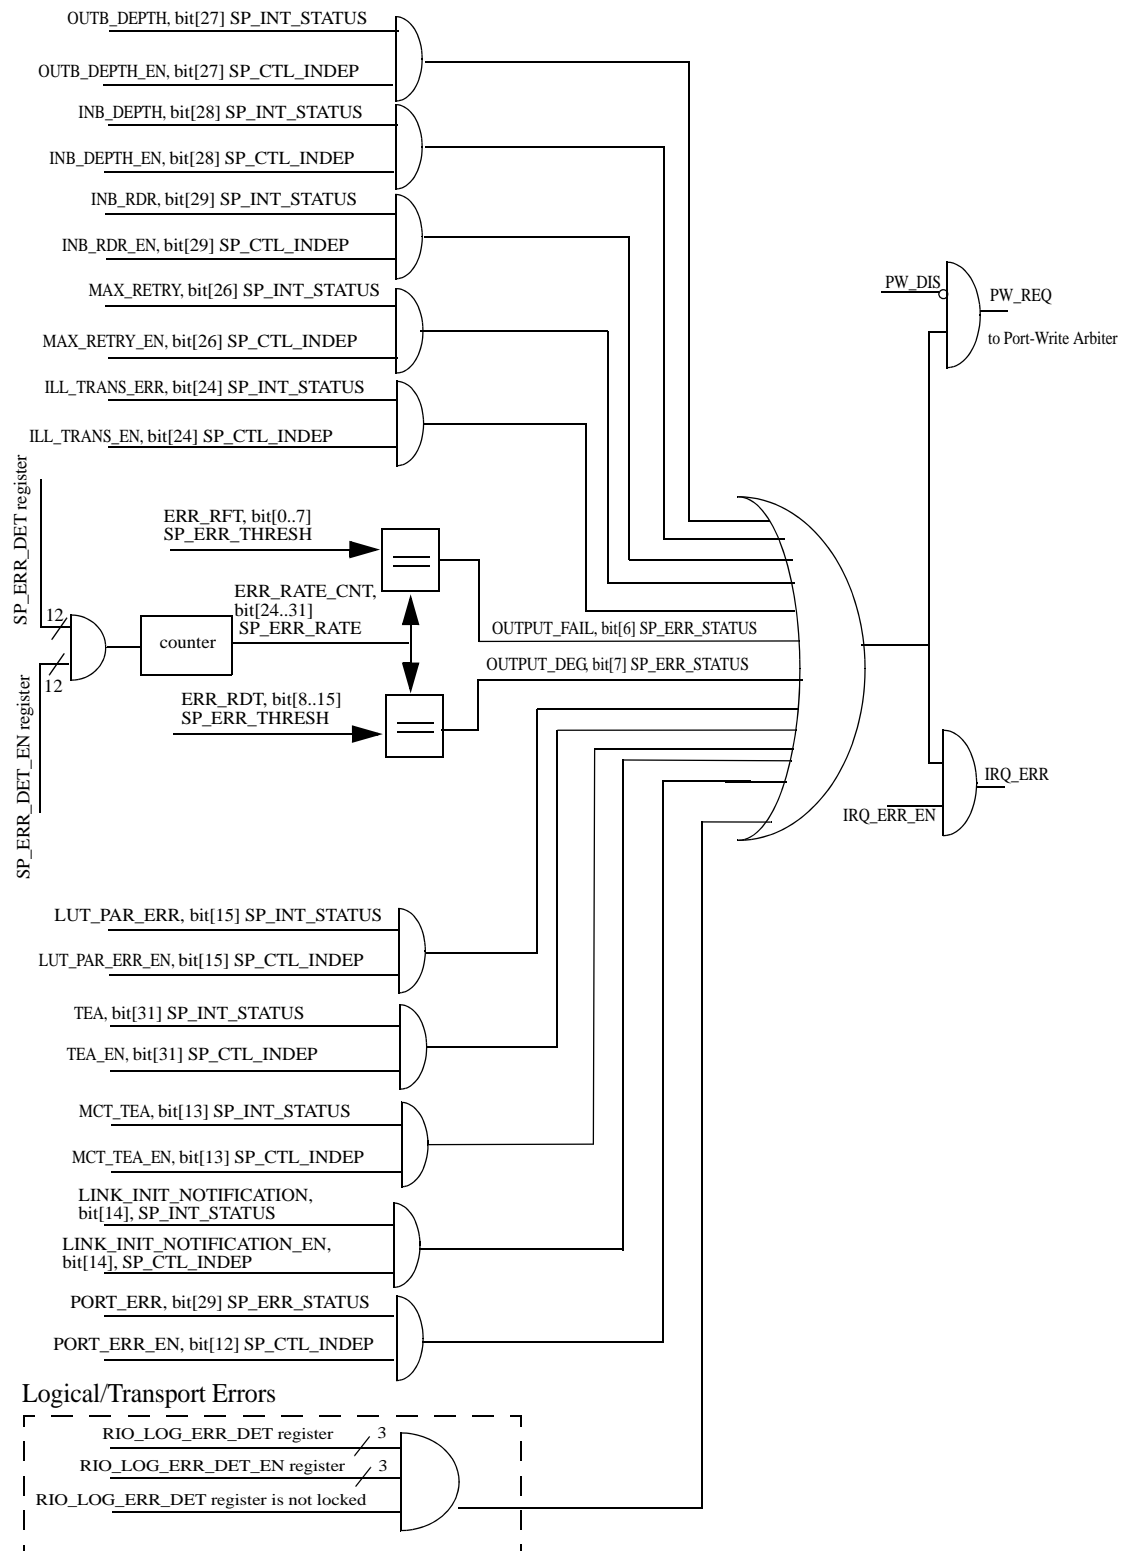 OUTB_DEPTH, bit[27] SP_INT_STATUS
OUTB_DEPTH_EN, bit[27] SP_CTL_INDEP
INB_DEPTH, bit[28] SP_INT_STATUS
INB_DEPTH_EN, bit[28] SP_CTL_INDEP
INB_RDR, bit[29] SP_INT_STATUS
INB_RDR_EN, bit[29] SP_CTL_INDEP
MAX_RETRY, bit[26] SP_INT_STATUS
MAX_RETRY_EN, bit[26] SP_CTL_INDEP
ILL_TRANS_ERR, bit[24] SP_INT_STATUS
ILL_TRANS_EN, bit[24] SP_CTL_INDEP
PW_DIS
PW_REQ
to Port-Write Arbiter
SP_ERR_DET register
12
12
SP_ERR_DET_EN register
counter
ERR_RFT, bit[0..7]
SP_ERR_THRESH
ERR_RATE_CNT,
bit[24..31]
SP_ERR_RATE
ERR_RDT, bit[8..15]
SP_ERR_THRESH
OUTPUT_FAIL, bit[6] SP_ERR_STATUS
OUTPUT_DEG, bit[7] SP_ERR_STATUS
IRQ_ERR
IRQ_ERR_EN
LUT_PAR_ERR, bit[15] SP_INT_STATUS
LUT_PAR_ERR_EN, bit[15] SP_CTL_INDEP
TEA, bit[31] SP_INT_STATUS
TEA_EN, bit[31] SP_CTL_INDEP
MCT_TEA, bit[13] SP_INT_STATUS
MCT_TEA_EN, bit[13] SP_CTL_INDEP
LINK_INIT_NOTIFICATION,
bit[14], SP_INT_STATUS
LINK_INIT_NOTIFICATION_EN,
bit[14], SP_CTL_INDEP
PORT_ERR, bit[29] SP_ERR_STATUS
PORT_ERR_EN, bit[12] SP_CTL_INDEP
Logical/Transport Errors
RIO_LOG_ERR_DET register
3
RIO_LOG_ERR_DET_EN register
3
RIO_LOG_ERR_DET register is not locked